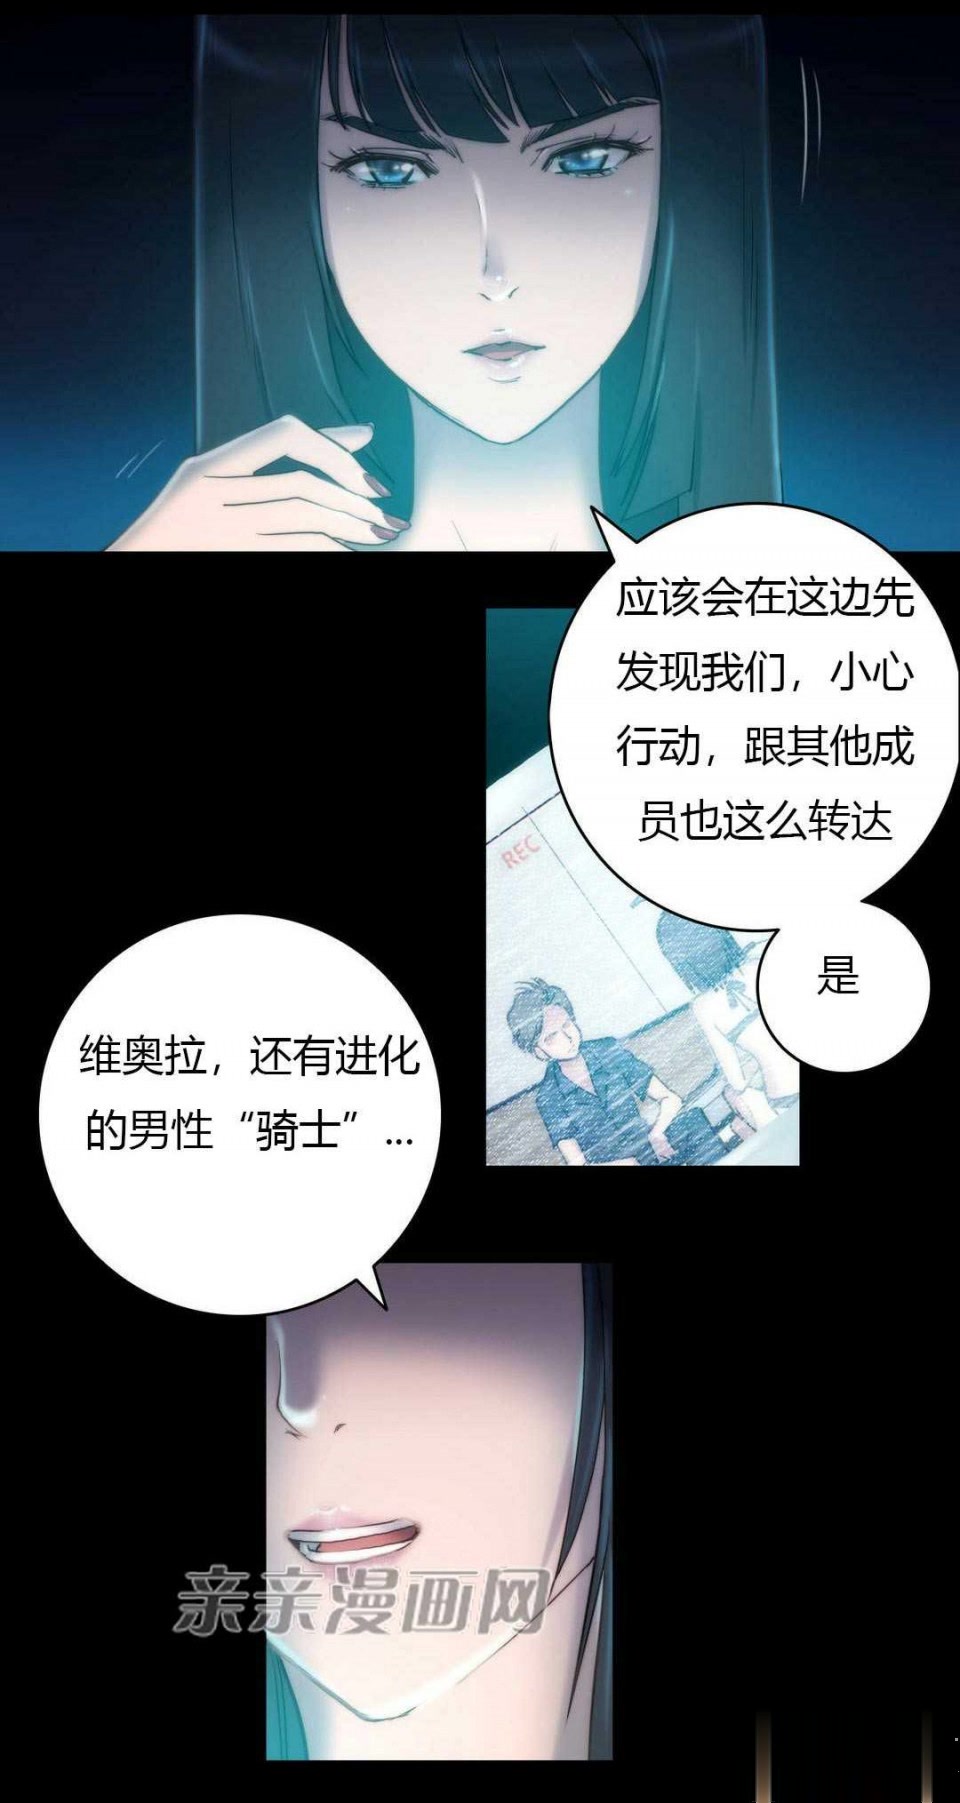 应该会在这边先
发现我们，小心
行动，跟其他成
员也这么转达
REC
是
维奥拉，还有进化
的男性“骑士”...
亲亲漫画网